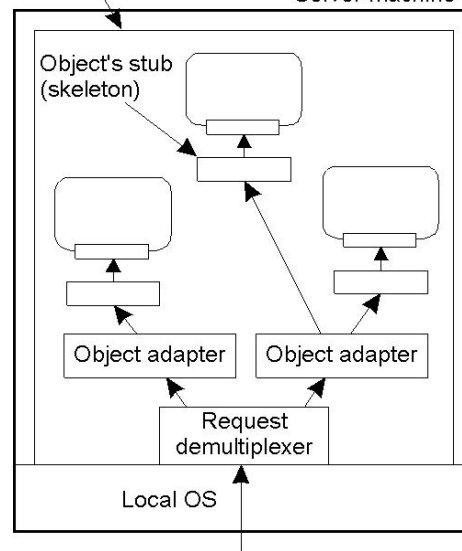 Object's stub
(skeleton)
Object adapter
Object adapter
Request
demultiplexer
Local OS